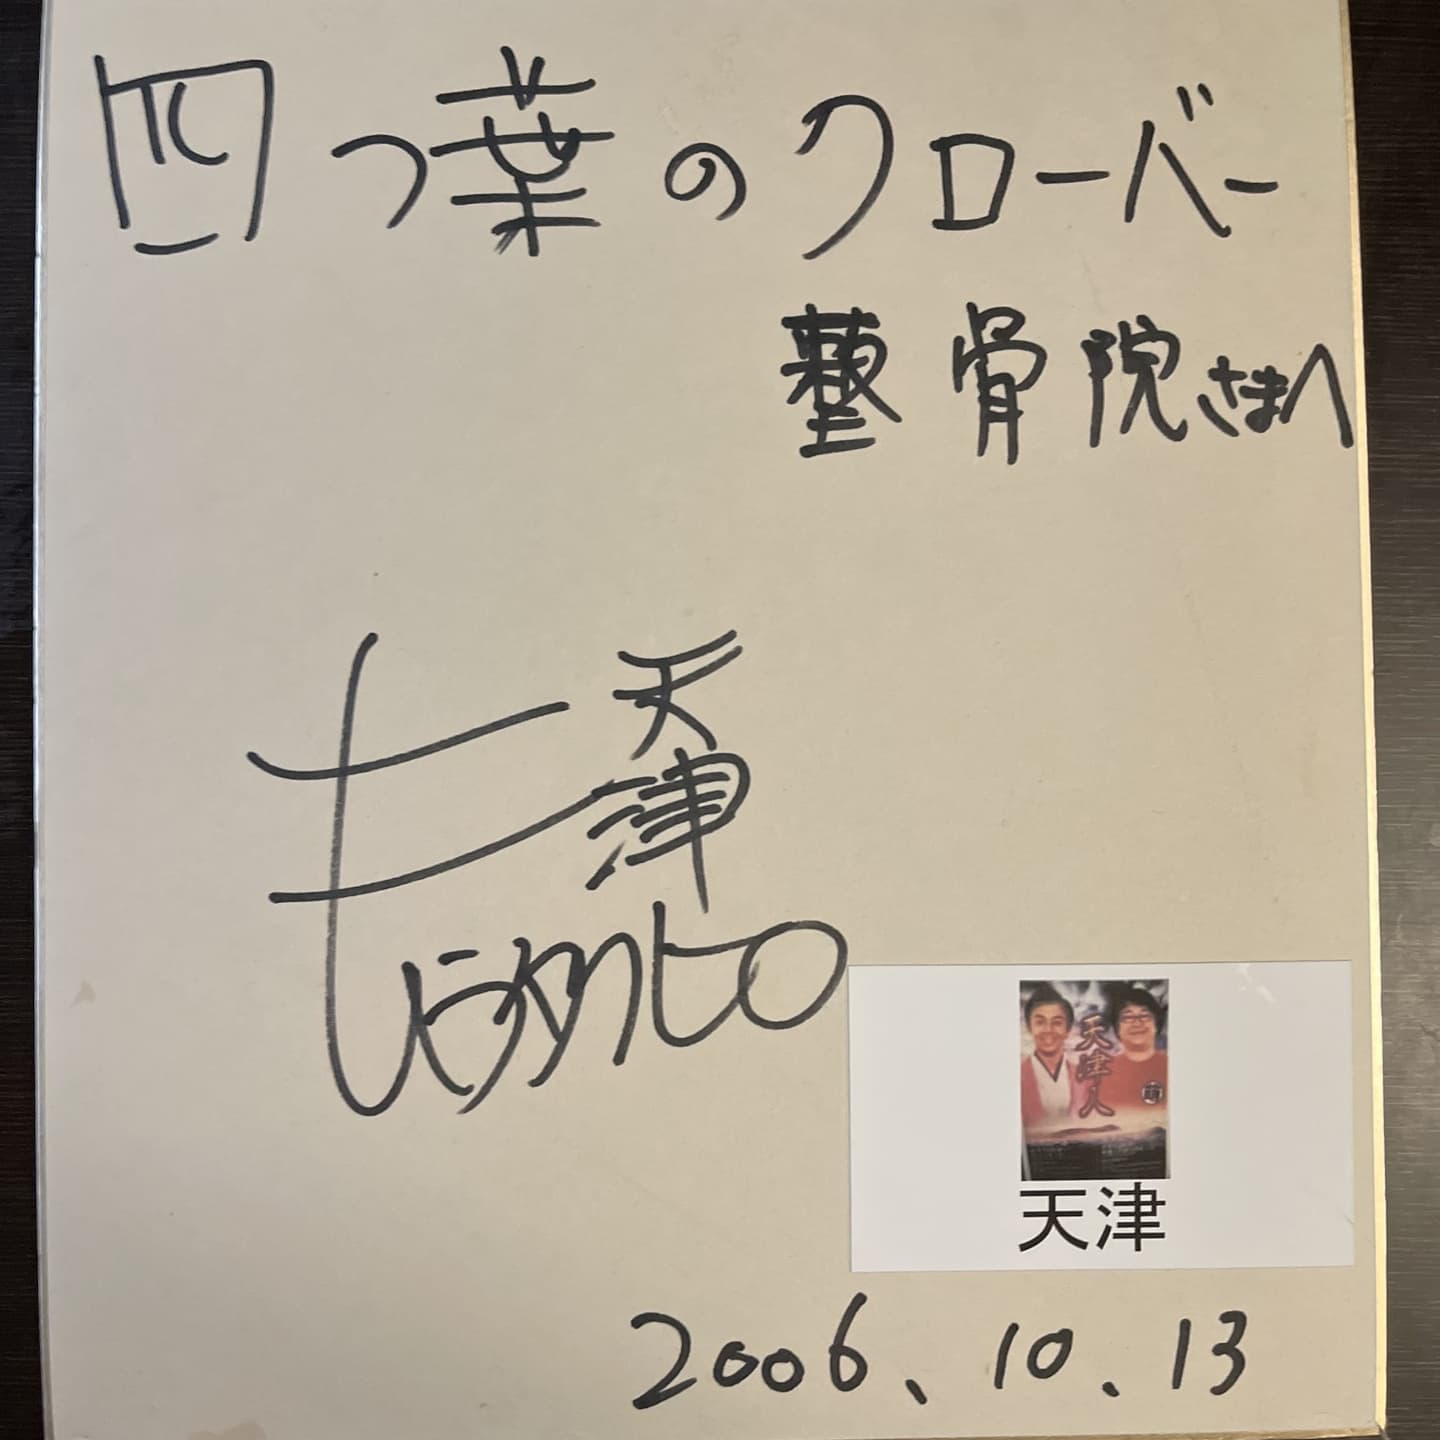 四つ葉のクローバー
整骨院さまへ
天津
天津人
天津
2006.10.13